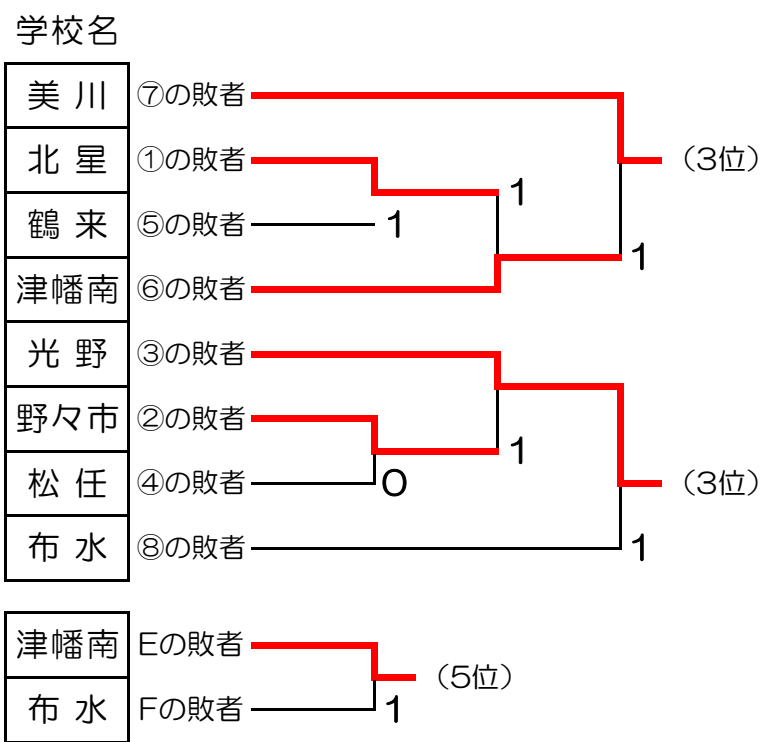 学校名
美川 ⑦の敗者
(3位)
北星 ①の敗者
1
鶴来 ⑤の敗者 1
1
津幡南 ⑥の敗者
光野 ③の敗者
野々市 ②の敗者
1
松任 ④の敗者 0
(3位)
布水 ⑧の敗者 1
津幡南 Eの敗者
(5位)
布水 Fの敗者 1